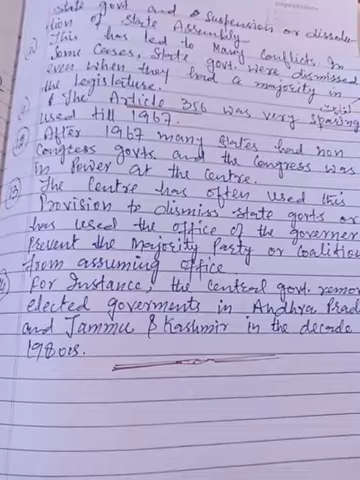 state govt and suspension or dissolu-
tion of State Assembly
This has led to Many conflicts. In
Some Cases, State govt. were dismissed
even when they had a majority in
the legislature.
The Article 356 was very sparing
used till 1967.
After 1967 many States had non
Congress govts. and the Congress was
in Power at the centre.
13 The Centre has often used this
Provision to dismiss state govts or
has used the office of the governer
Prevent the Majority Party or coalition
from assuming office
For Instance, the central govt. remo
elected goverments in Andhra Prad
and Jammu & Kashmir in the decade
1980s.